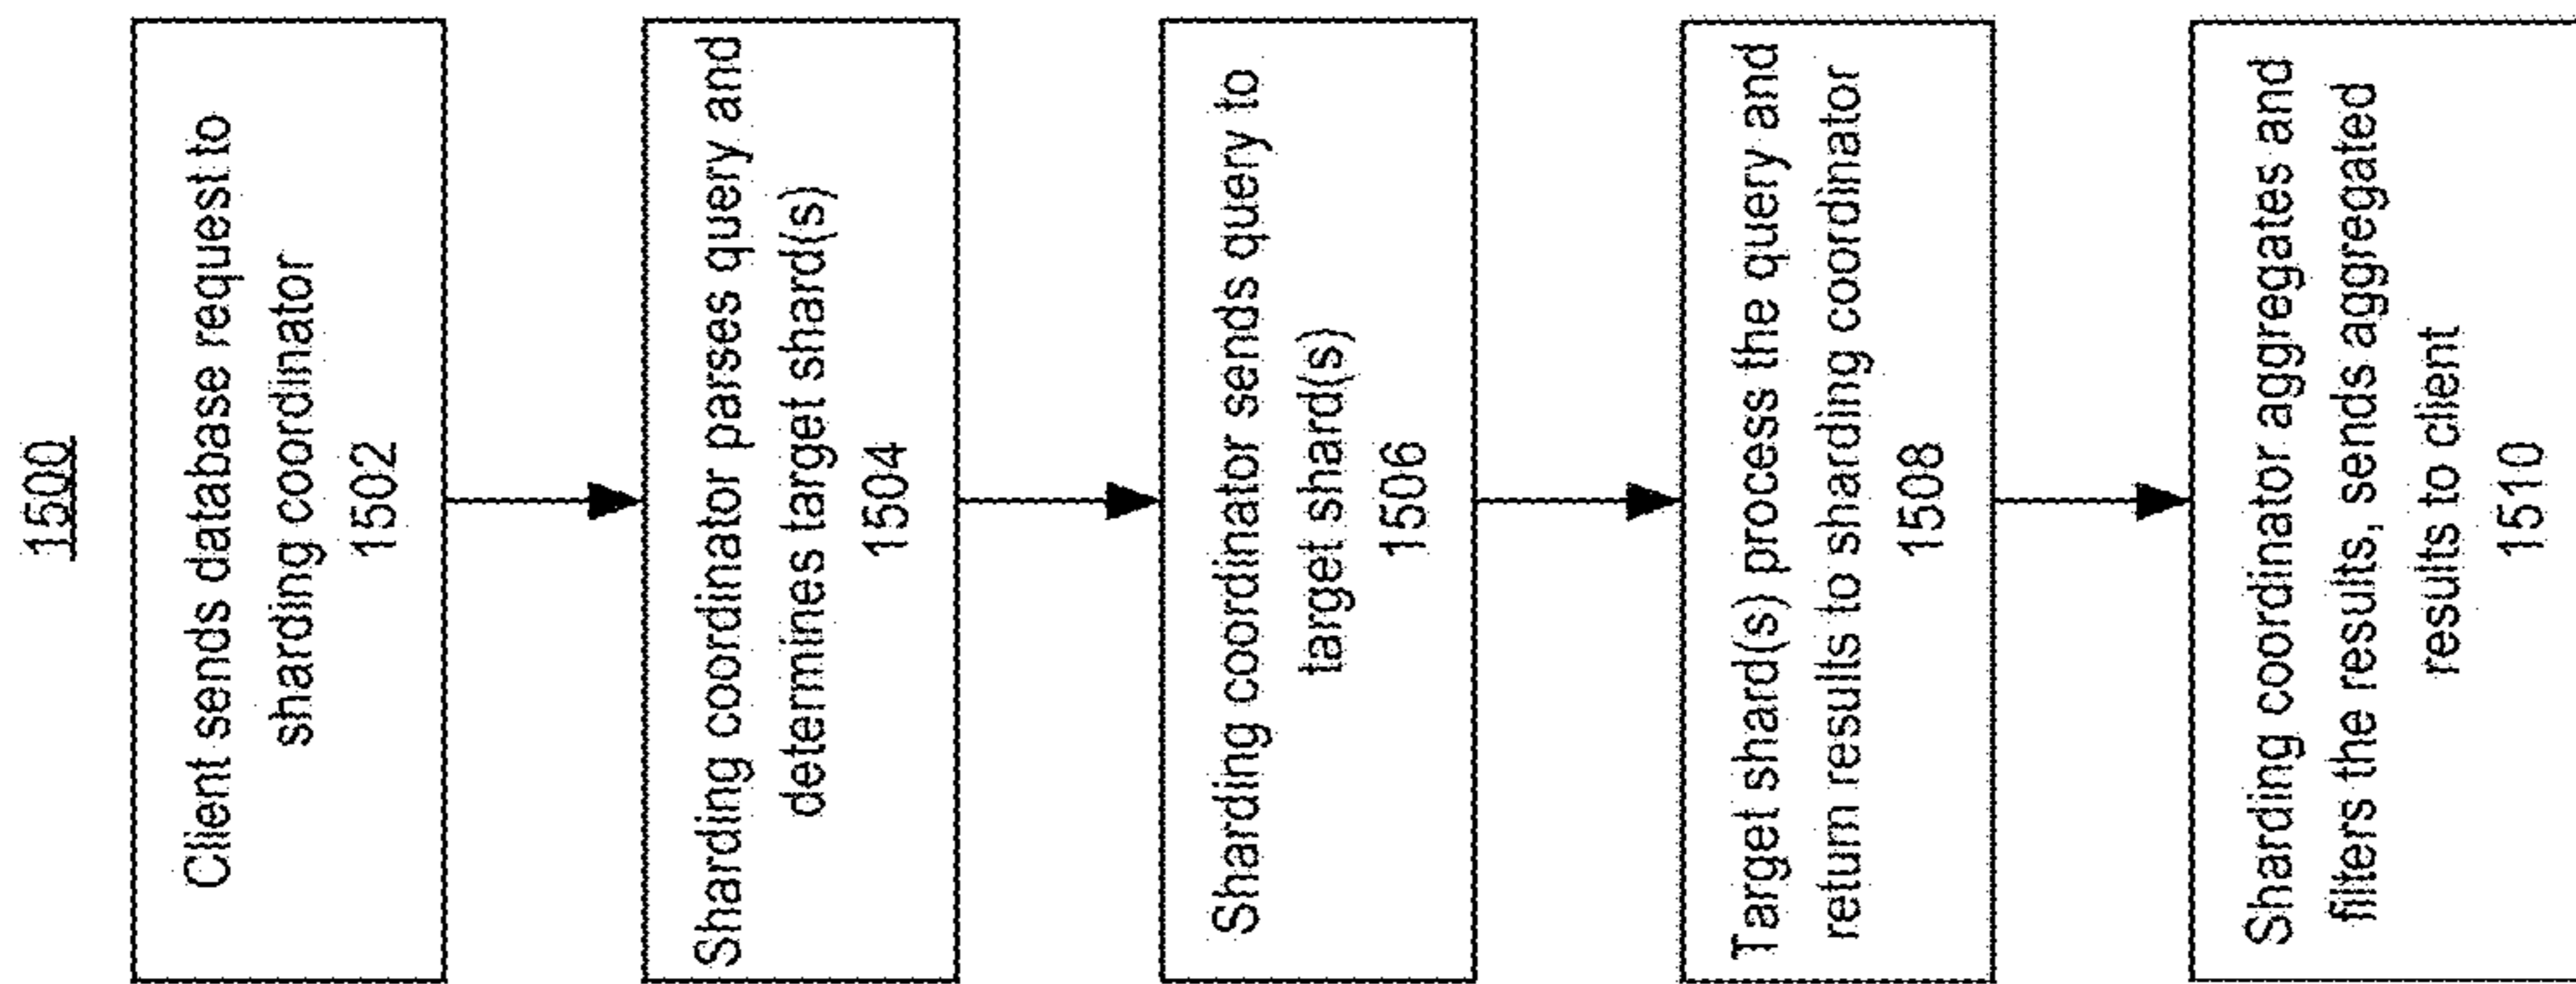 1500
Client sends database request to
sharding coordinator
1502
Sharding coordinator parses query and
determines target shard(s)
1504
Sharding coordinator sends query to
target shard(s)
1506
Target shard(s) process the query and
return results to sharding coordinator
1508
Sharding coordinator aggregates and
filters the results, sends aggregated
results to client
1510